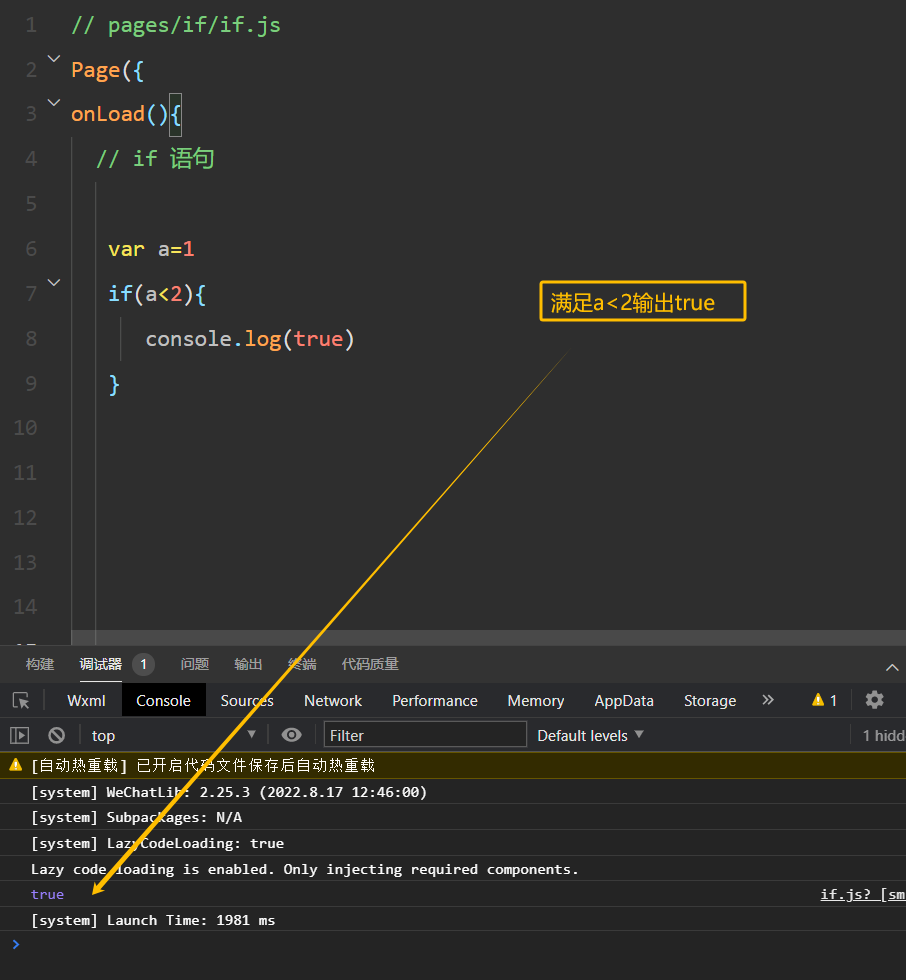 1 // pages/if/if.js
2 Page({
3 onLoad(){
4 // if 语句
5
6 var a=1
7 if(a<2){
满足a<2输出true
8 console.log(true)
9 }
10
11
12
13
14
构建 调试器 1 问题 输出 终端 代码质量
Wxml Console Sources Network Performance Memory AppData Storage » 1
top Filter Default levels 1 hidd
[自动热重载] 已开启代码文件保存后自动热重载
[system] WeChatLib: 2.25.3 (2022.8.17 12:46:00)
[system] Subpackages: N/A
[system] LazyCodeLoading: true
Lazy code loading is enabled. Only injecting required components.
true if.js? [sm
[system] Launch Time: 1981 ms
>